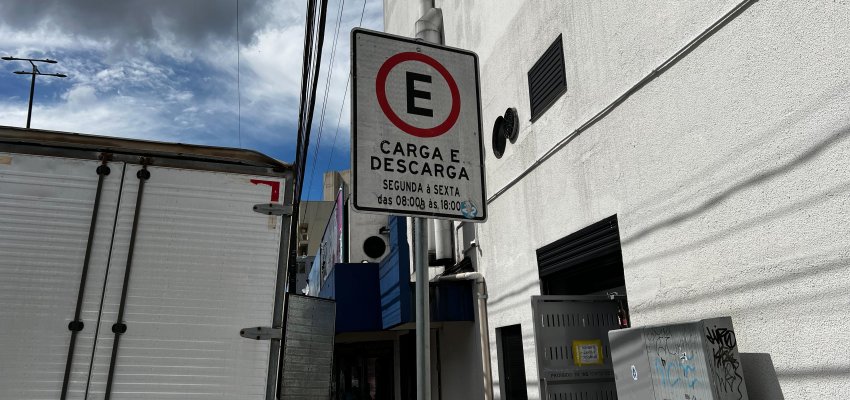 E
CARGA E
DESCARGA
SEGUNDA à SEXTA
das 08:00h às 18:00h